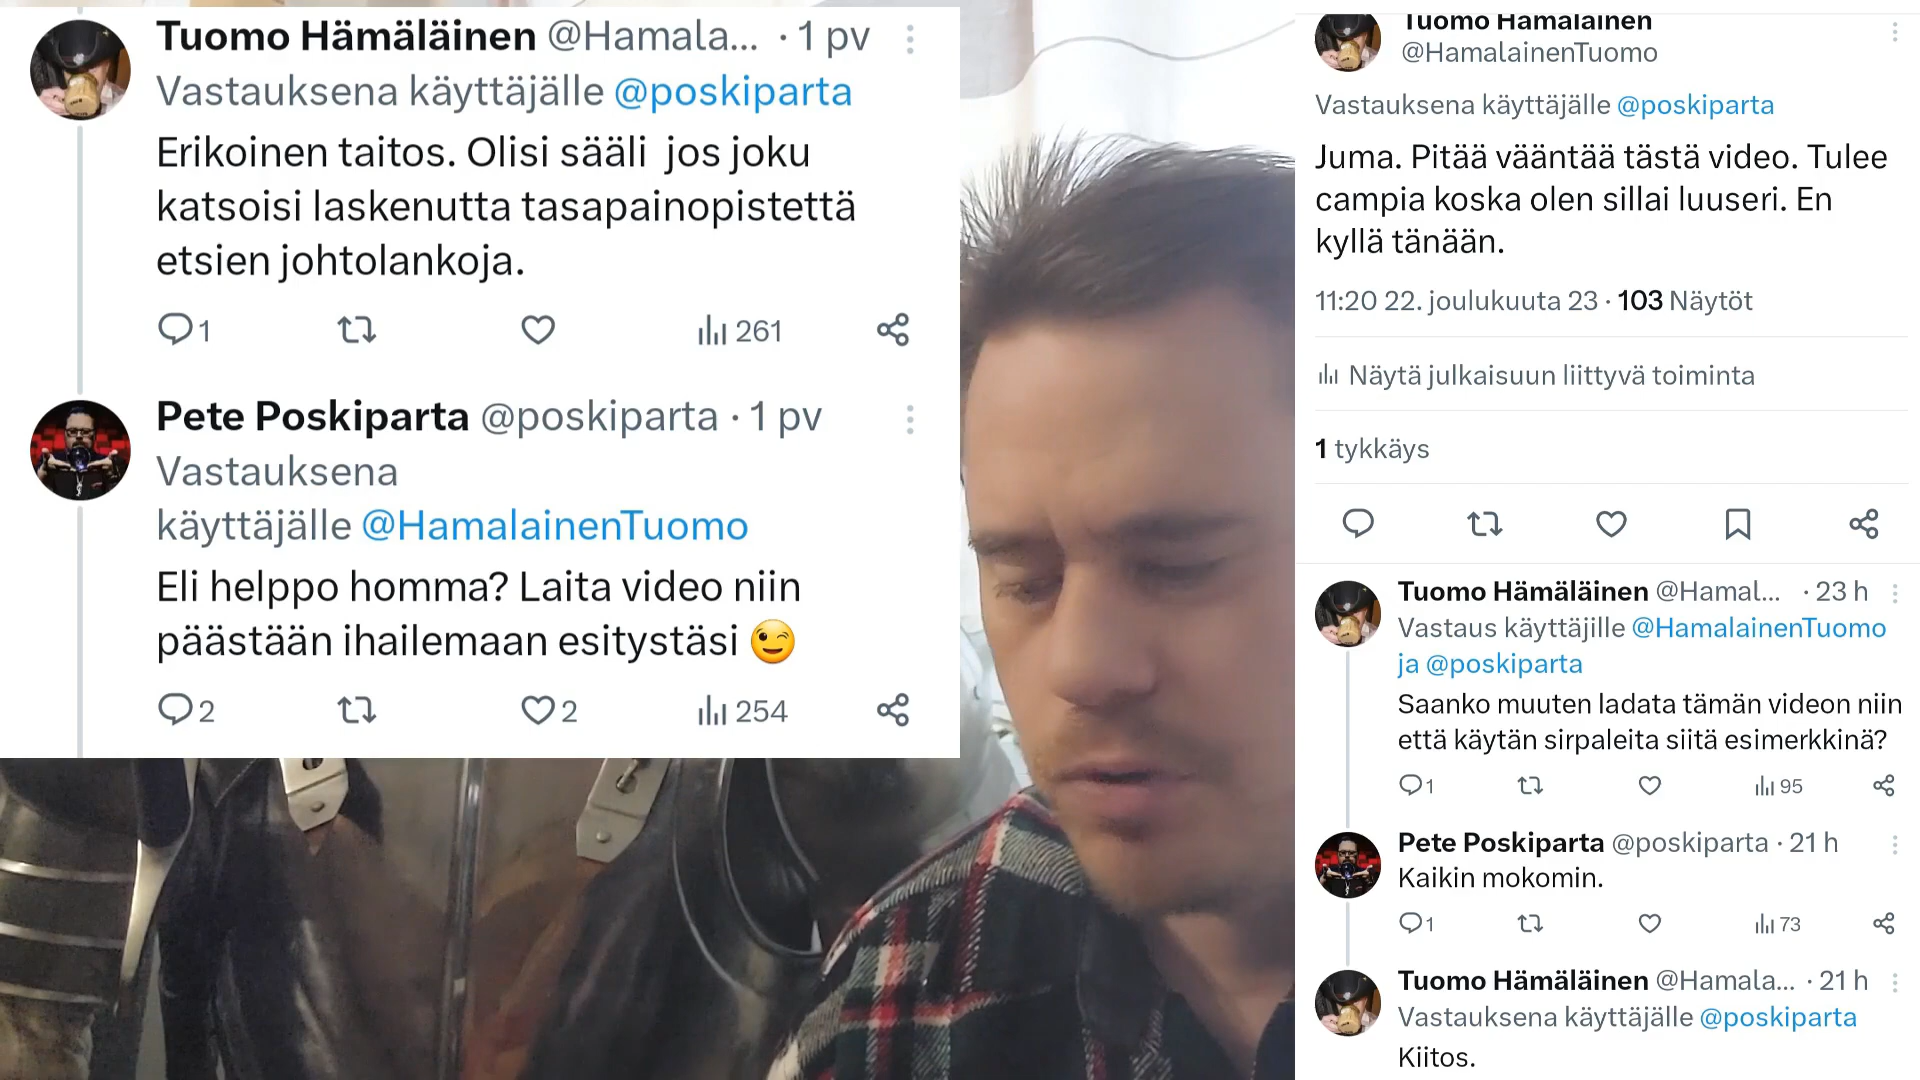 Tuomo Hämäläinen @Hamala... · 1 pv
Vastauksena käyttäjälle @poskiparta
Erikoinen taitos. Olisi sääli jos joku
katsoisi laskenutta tasapainopistettä
etsien johtolankoja.
1 261
Pete Poskiparta @poskiparta · 1 pv
Vastauksena
käyttäjälle @HamalainenTuomo
Eli helppo homma? Laita video niin
päästään ihailemaan esitystäsi 😉
2 2 254
Tuomo Hämäläinen
@HamalainenTuomo
Vastauksena käyttäjälle @poskiparta
Juma. Pitää vääntää tästä video. Tulee
campia koska olen sillai luuseri. En
kyllä tänään.
11:20 22. joulukuuta 23 · 103 Näytöt
Näytä julkaisuun liittyvä toiminta
1 tykkäys
Tuomo Hämäläinen @Hamal... · 23 h
Vastaus käyttäjille @HamalainenTuomo
ja @poskiparta
Saanko muuten ladata tämän videon niin
että käytän sirpaleita siitä esimerkkinä?
1 95
Pete Poskiparta @poskiparta · 21 h
Kaikin mokomin.
1 73
Tuomo Hämäläinen @Hamala... · 21 h
Vastauksena käyttäjälle @poskiparta
Kiitos.